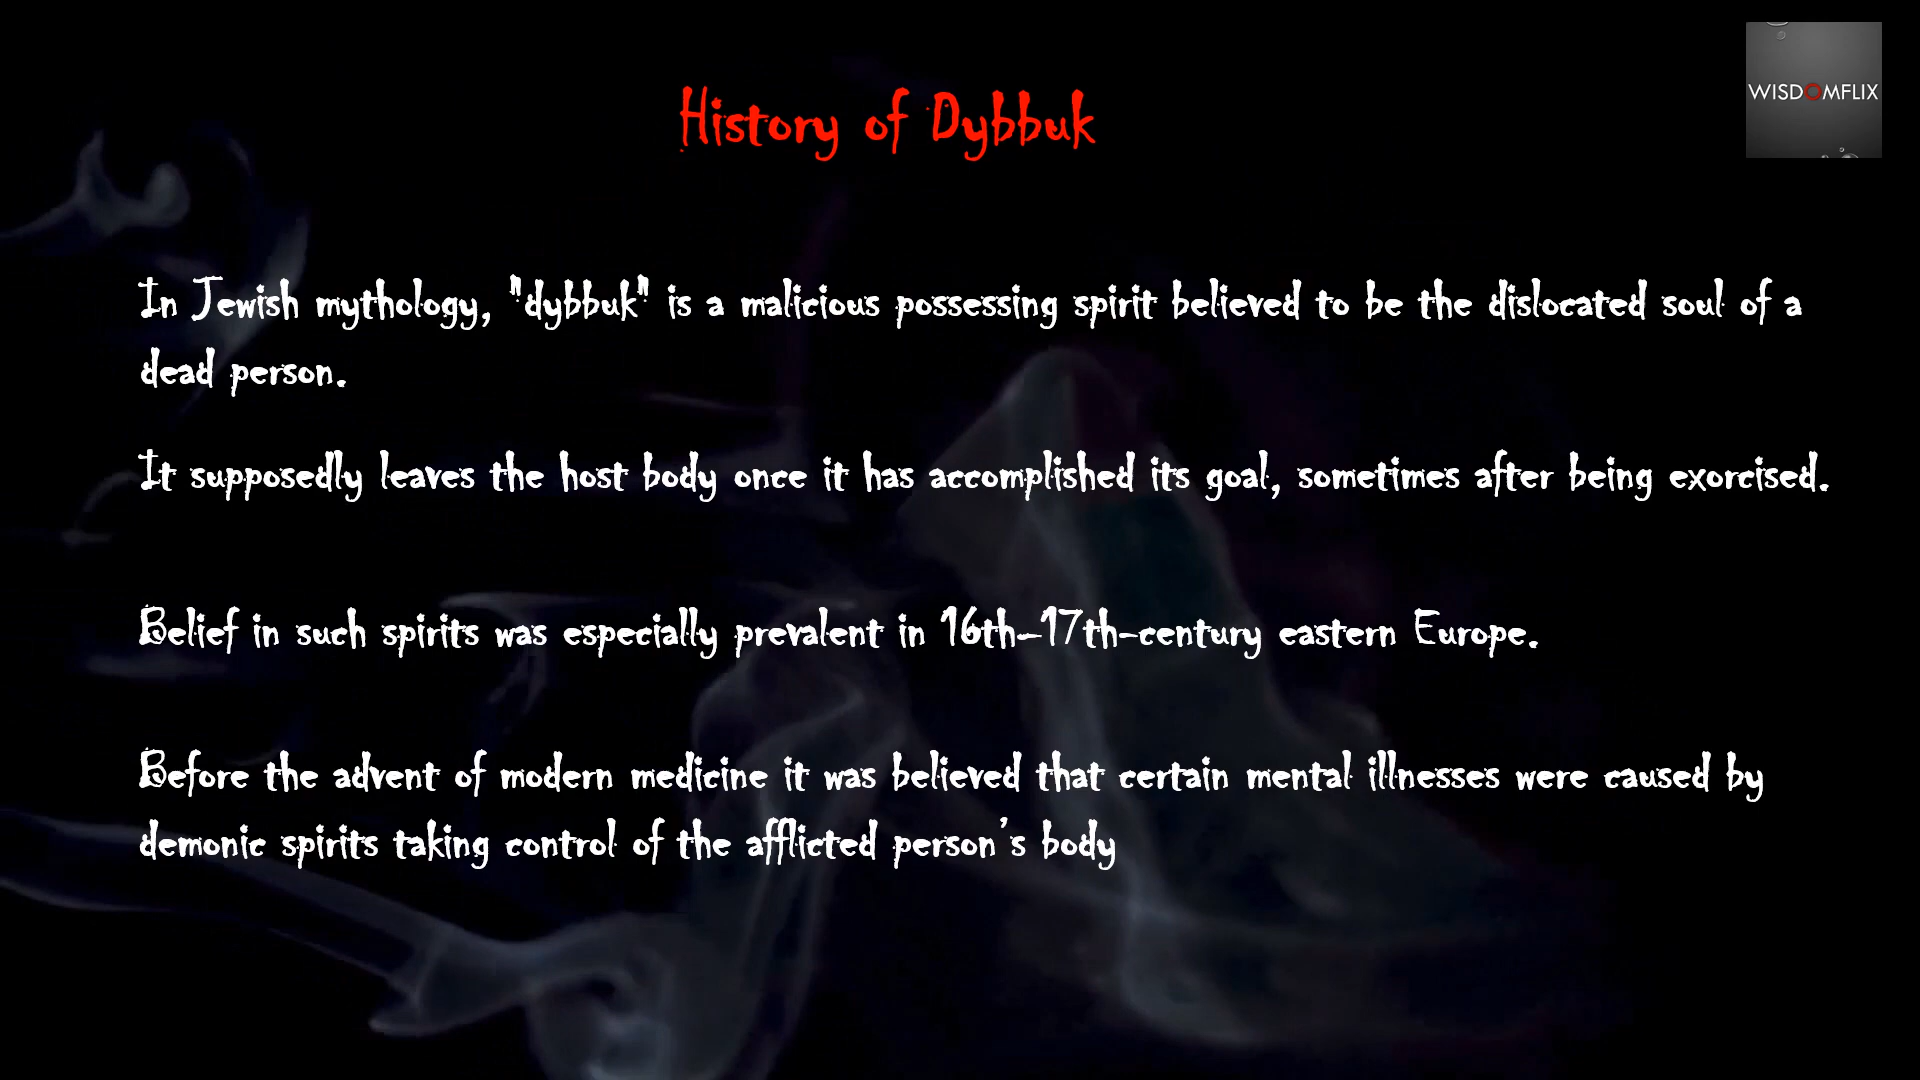 WISDOMFLIX
History of Dybbuk
In Jewish mythology, "dybbuk" is a malicious possessing spirit believed to be the dislocated soul of a
dead person.
It supposedly leaves the host body once it has accomplished its goal, sometimes after being exorcised.
Belief in such spirits was especially prevalent in 16th–17th-century eastern Europe.
Before the advent of modern medicine it was believed that certain mental illnesses were caused by
demonic spirits taking control of the afflicted person's body